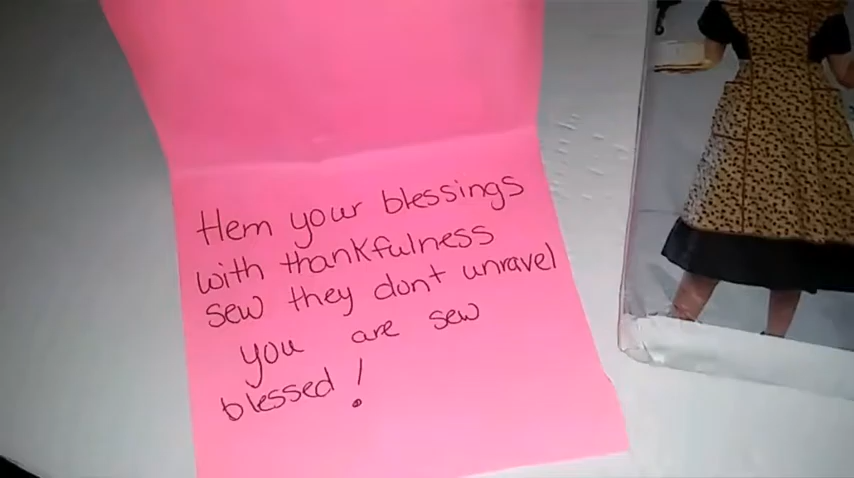 Hem your blessings
with thankfulness
sew they dont unravel
you are sew
blessed!